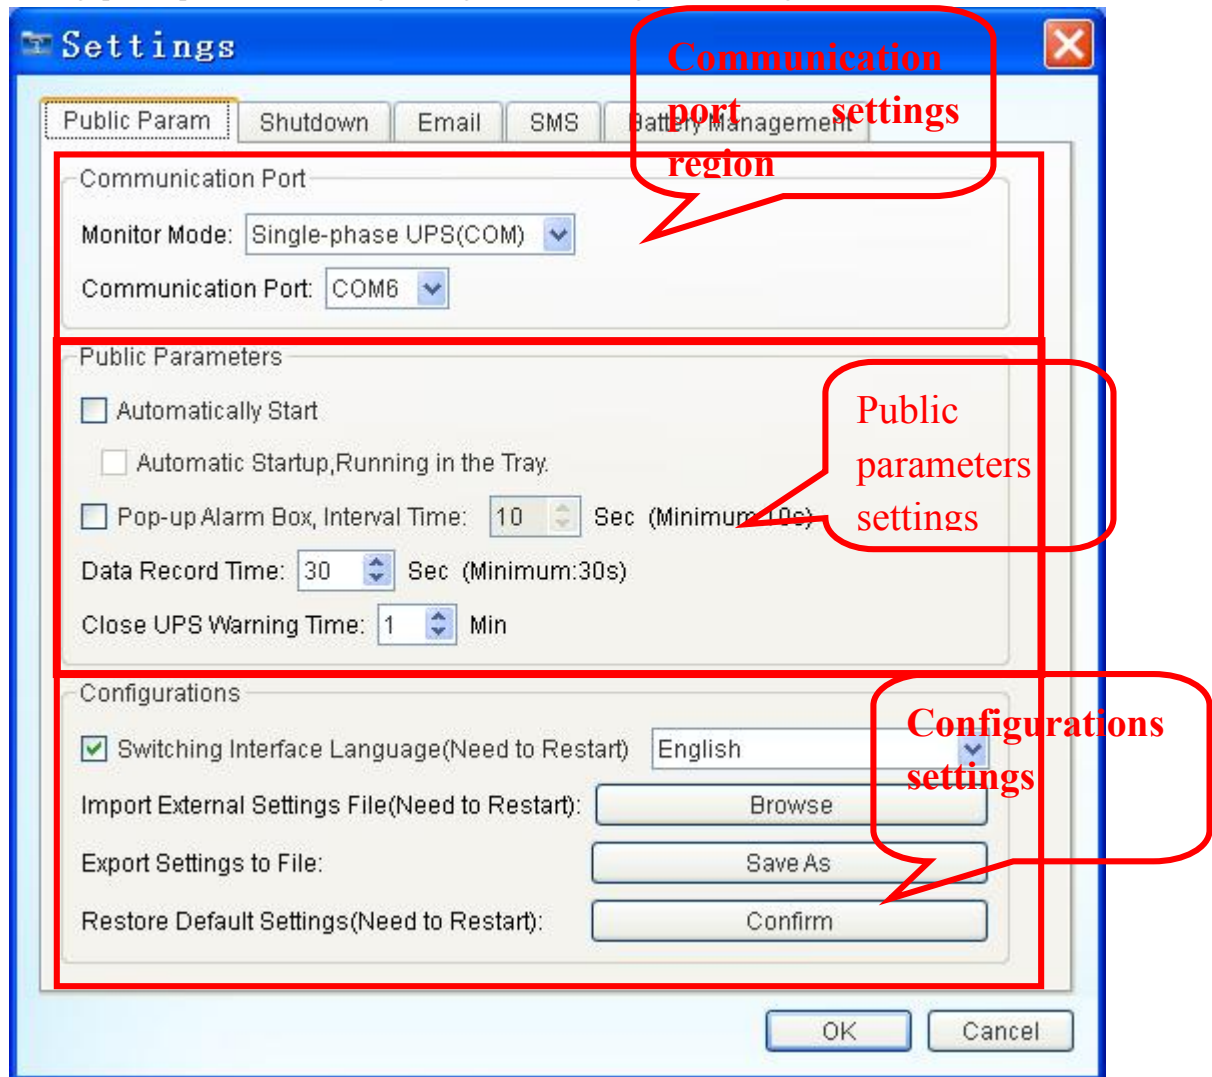 Settings
Communication
port settings
region
Public Param Shutdown Email SMS Battery Management
Communication Port
Monitor Mode: Single-phase UPS(COM)
Communication Port: COM6
Public Parameters
Automatically Start
Automatic Startup,Running in the Tray.
Pop-up Alarm Box, Interval Time: 10 Sec (Minimum:10s)
Data Record Time: 30 Sec (Minimum:30s)
Close UPS Warning Time: 1 Min
Public
parameters
settings
Configurations
Switching Interface Language(Need to Restart) English
Import External Settings File(Need to Restart): Browse
Export Settings to File: Save As
Restore Default Settings(Need to Restart): Confirm
Configurations
settings
OK Cancel